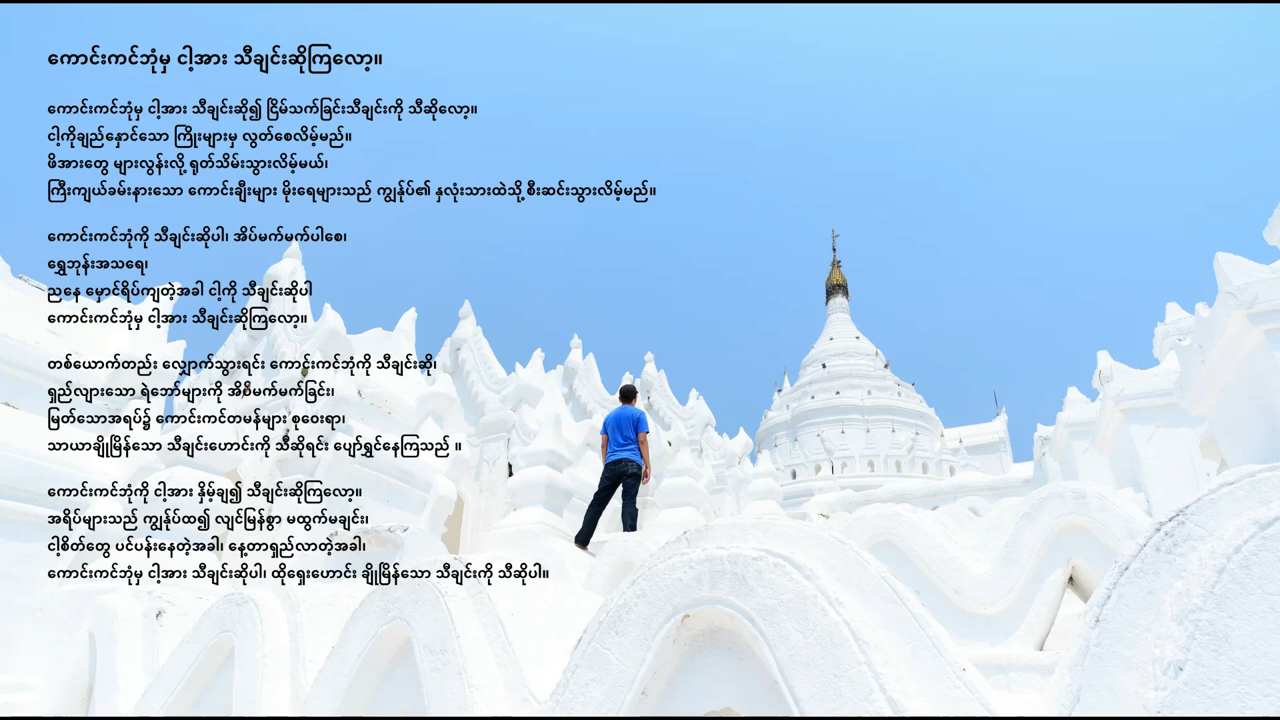 ကောင်းကင်ဘုံမှ ငါ့အား သီချင်းဆိုကြလော့။
ကောင်းကင်ဘုံမှ ငါ့အား သီချင်းဆို၍ ငြိမ်သက်ခြင်းသီချင်းကို သီဆိုလော့။
ငါ့ကိုချည်နှောင်သော ကြိုးများမှ လွတ်စေလိမ့်မည်။
ဖိအားတွေ များလွန်းလို့ ရုတ်သိမ်းသွားလိမ့်မယ်၊
ကြီးကျယ်ခမ်းနားသော ကောင်းချီးများ မိုးရေများသည် ကျွန်ုပ်၏ နှလုံးသားထဲသို့ စီးဆင်းသွားလိမ့်မည်။
ကောင်းကင်ဘုံကို သီချင်းဆိုပါ၊ အိပ်မက်မက်ပါစေ၊
ရွှေဘုန်းအသရေ၊
ညနေ မှောင်ရိပ်ကျတဲ့အခါ ငါ့ကို သီချင်းဆိုပါ
ကောင်းကင်ဘုံမှ ငါ့အား သီချင်းဆိုကြလော့။
တစ်ယောက်တည်း လျှောက်သွားရင်း ကောင်းကင်ဘုံကို သီချင်းဆို၊
ရှည်လျားသော ရဲဘော်များကို အိပ်မက်မက်ခြင်း၊
မြတ်သောအရပ်၌ ကောင်းကင်တမန်များ စုဝေးရာ၊
သာယာချိုမြိန်သော သီချင်းဟောင်းကို သီဆိုရင်း ပျော်ရွှင်နေကြသည် ။
ကောင်းကင်ဘုံကို ငါ့အား နှိမ့်ချ၍ သီချင်းဆိုကြလော့။
အရိပ်များသည် ကျွန်ုပ်ထ၍ လျင်မြန်စွာ မထွက်မချင်း၊
ငါ့စိတ်တွေ ပင်ပန်းနေတဲ့အခါ၊ နေ့တာရှည်လာတဲ့အခါ၊
ကောင်းကင်ဘုံမှ ငါ့အား သီချင်းဆိုပါ၊ ထိုရှေးဟောင်း ချိုမြိန်သော သီချင်းကို သီဆိုပါ။